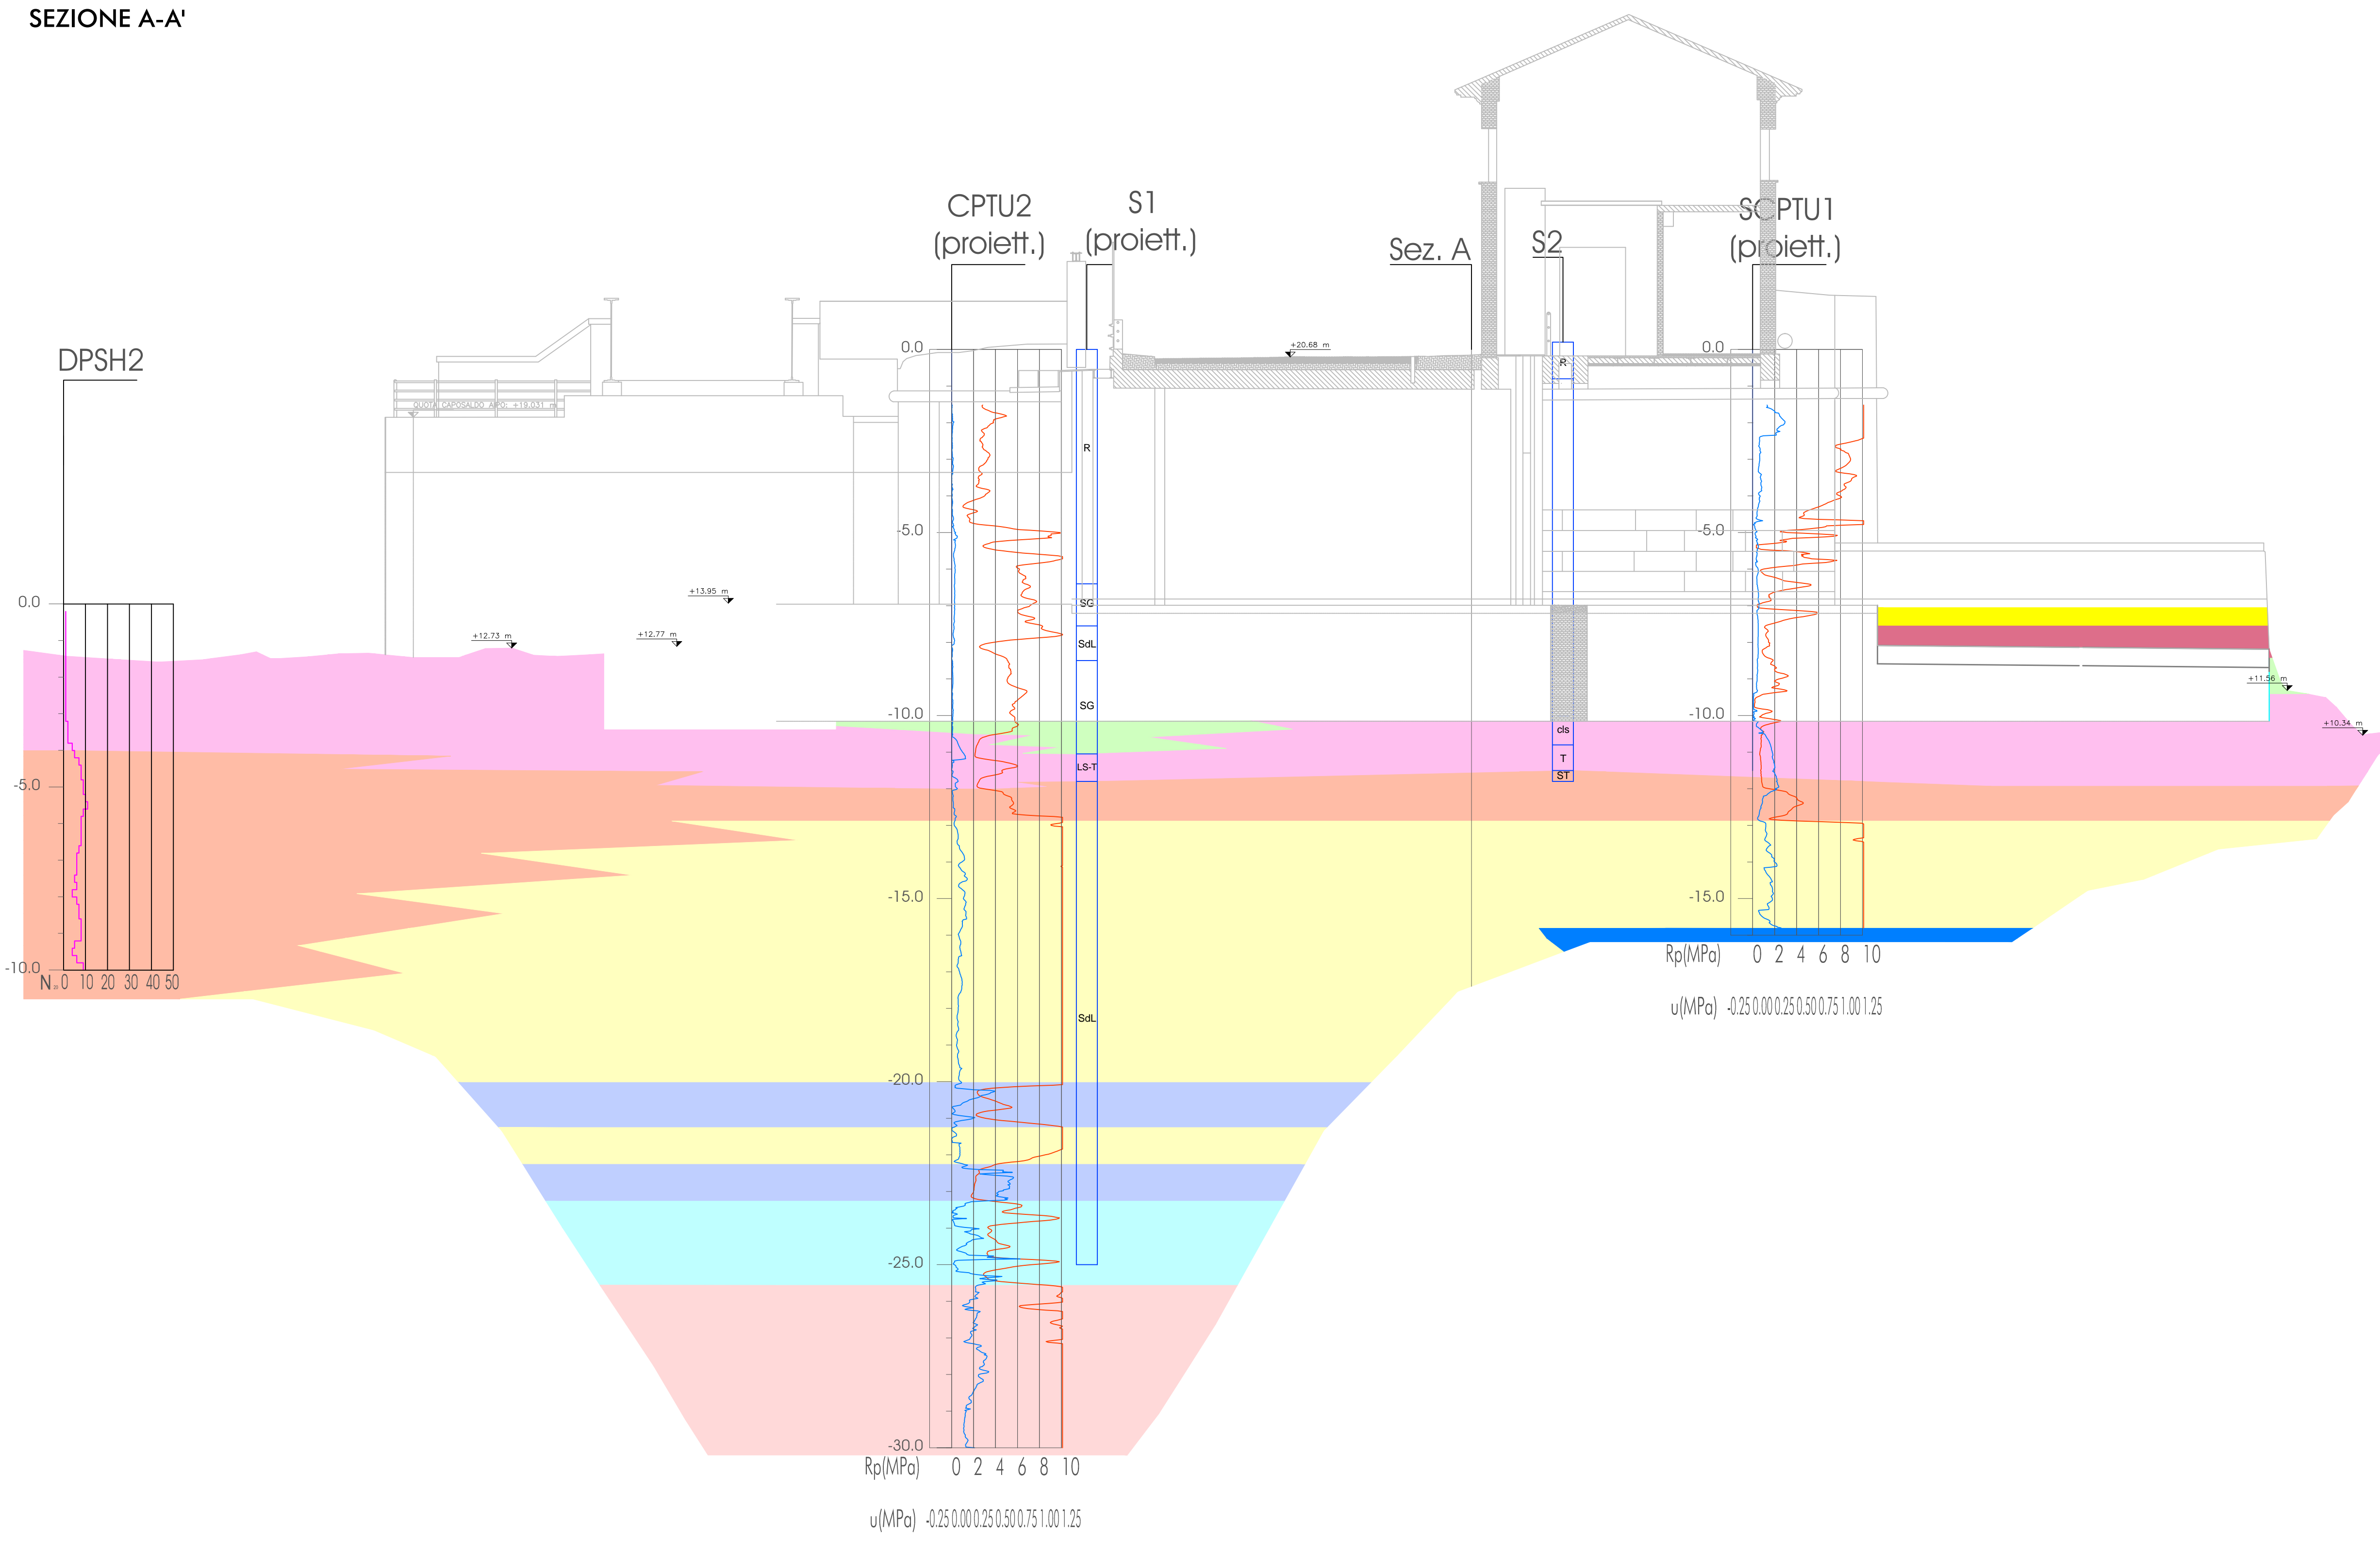 SEZIONE A-A'
CPTU2
(proiett.)
S1
(proiett.)
Sez. A
S2
SCPTU1
(proiett.)
DPSH2
QUOTA CAPOSALDO AIPO: +19.031 m
+20.68 m
+13.95 m
+12.73 m
+12.77 m
+11.56 m
+10.34 m
0.0
-5.0
-10.0
N 0 10 20 30 40 50
0.0
-5.0
-10.0
-15.0
-20.0
-25.0
-30.0
Rp(MPa) 0 2 4 6 8 10
u(MPa) -0.25 0.00 0.25 0.50 0.75 1.00 1.25
R
SG
SdL
SG
LS-T
SdL
R
cls
T
ST
0.0
-5.0
-10.0
-15.0
Rp(MPa) 0 2 4 6 8 10
u(MPa) -0.25 0.00 0.25 0.50 0.75 1.00 1.25